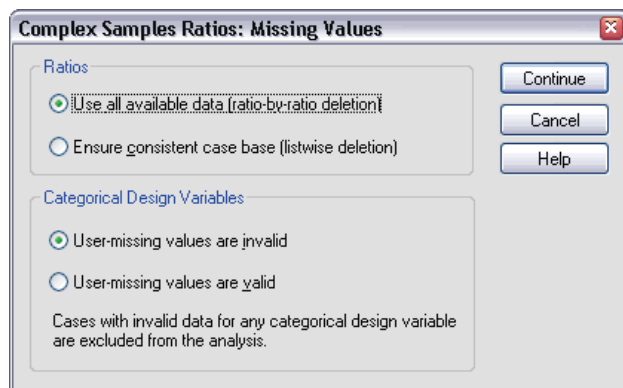 Complex Samples Ratios: Missing Values
Ratios
Use all available data (ratio-by-ratio deletion)
Ensure consistent case base (listwise deletion)
Continue
Cancel
Help
Categorical Design Variables
User-missing values are invalid
User-missing values are valid
Cases with invalid data for any categorical design variable
are excluded from the analysis.